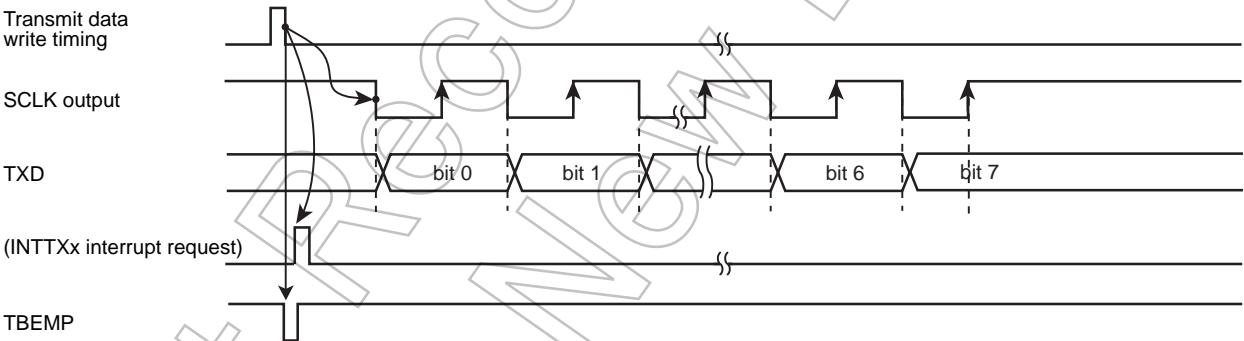 Transmit data
write timing
SCLK output
TXD
bit 0
bit 1
bit 6
bit 7
(INTTXx interrupt request)
TBEMP